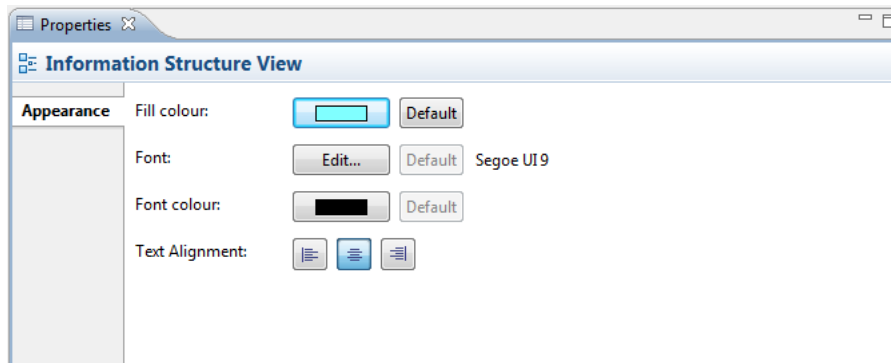 Properties
Information Structure View
Appearance
Fill colour: Default
Font: Edit... Default Segoe UI 9
Font colour: Default
Text Alignment: